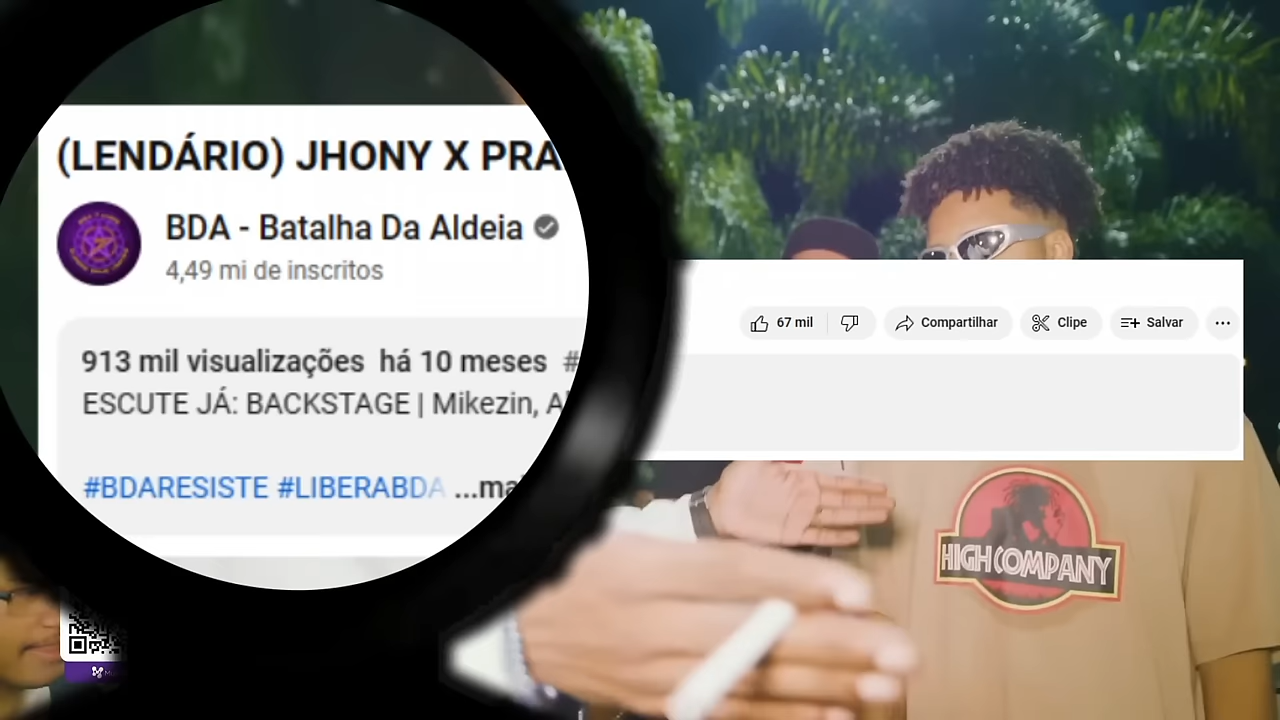 (LENDÁRIO) JHONY X PRA
BDA - Batalha Da Aldeia
4,49 mi de inscritos
67 mil
Compartilhar
Clipe
Salvar
913 mil visualizações há 10 meses #
ESCUTE JÁ: BACKSTAGE | Mikezin,
#BDARESISTE #LIBERABDA ...ma
HIGH COMPANY